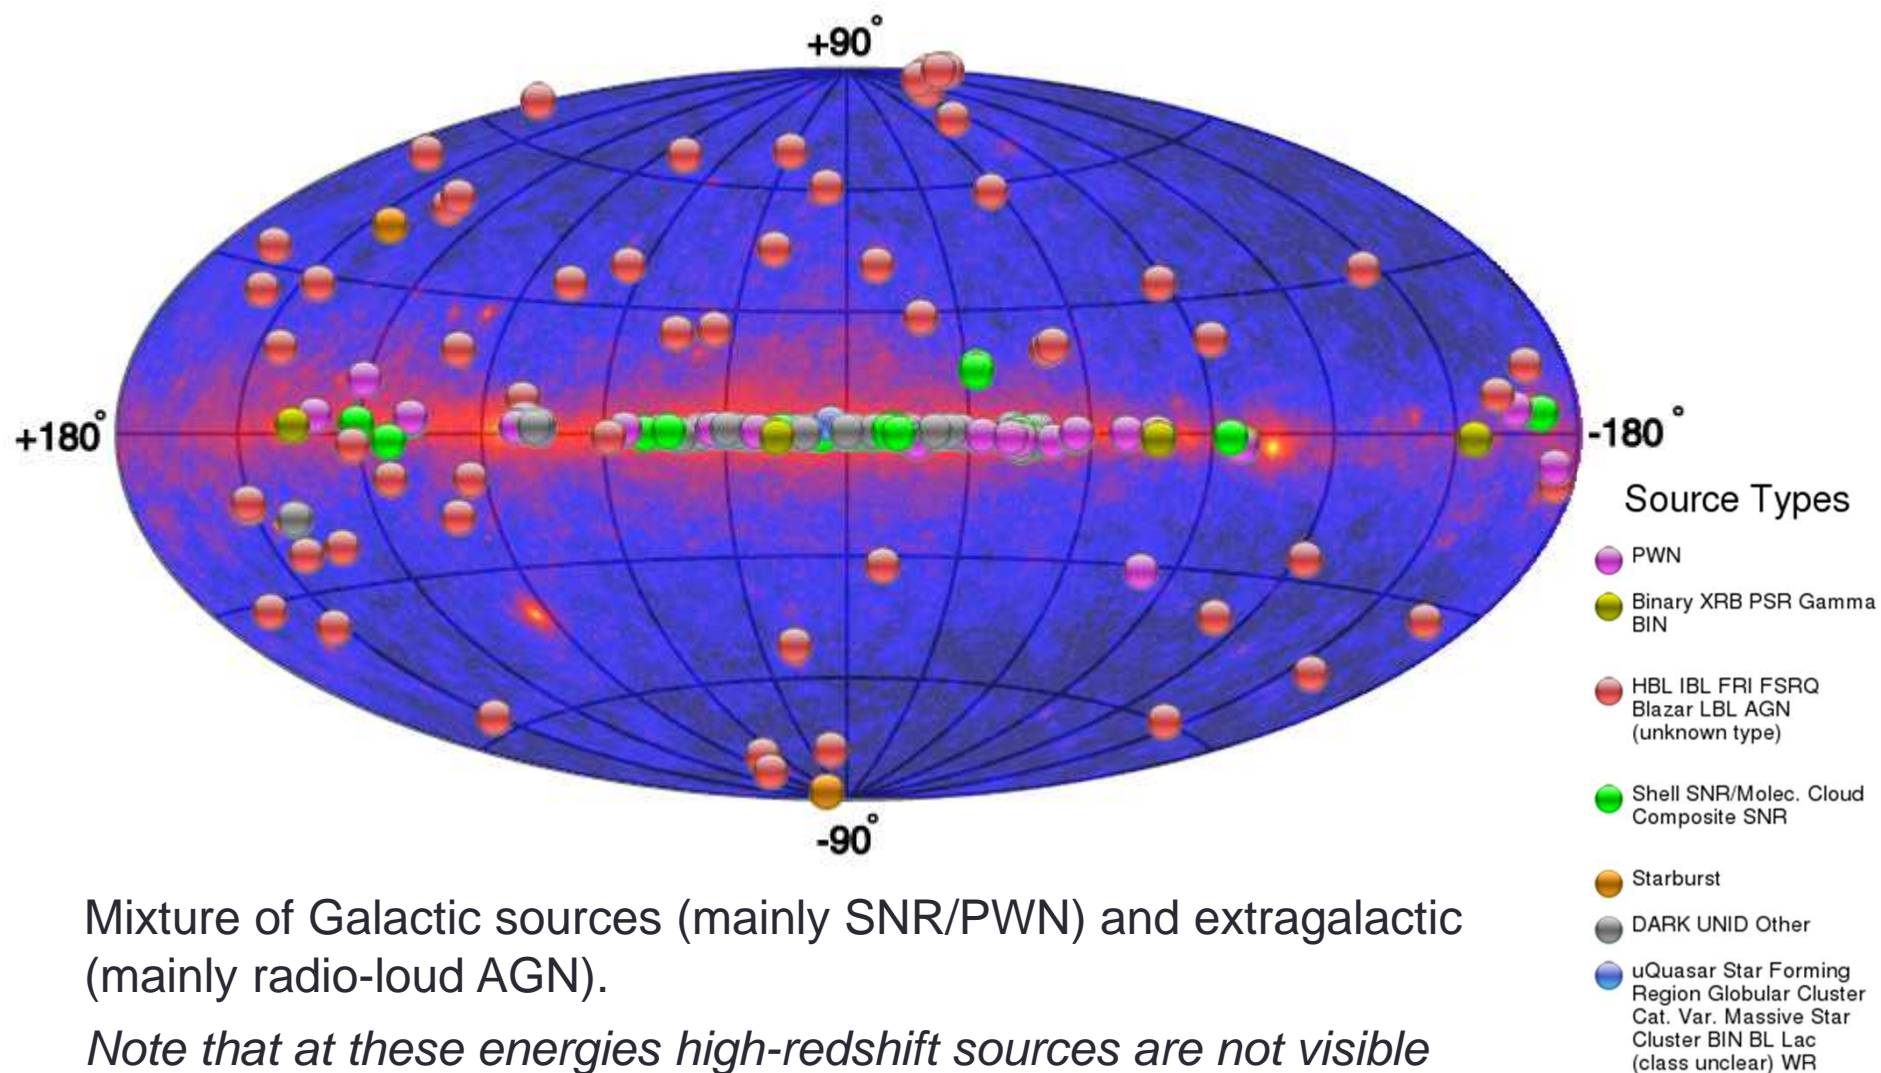 +90°
+180°
-180°
-90°
Source Types
PWN
Binary XRB PSR Gamma
BIN
HBL IBL FRI FSRQ
Blazar LBL AGN
(unknown type)
Shell SNR/Molec. Cloud
Composite SNR
Starburst
DARK UNID Other
uQuasar Star Forming
Region Globular Cluster
Cat. Var. Massive Star
Cluster BIN BL Lac
(class unclear) WR
Mixture of Galactic sources (mainly SNR/PWN) and extragalactic
(mainly radio-loud AGN).
Note that at these energies high-redshift sources are not visible